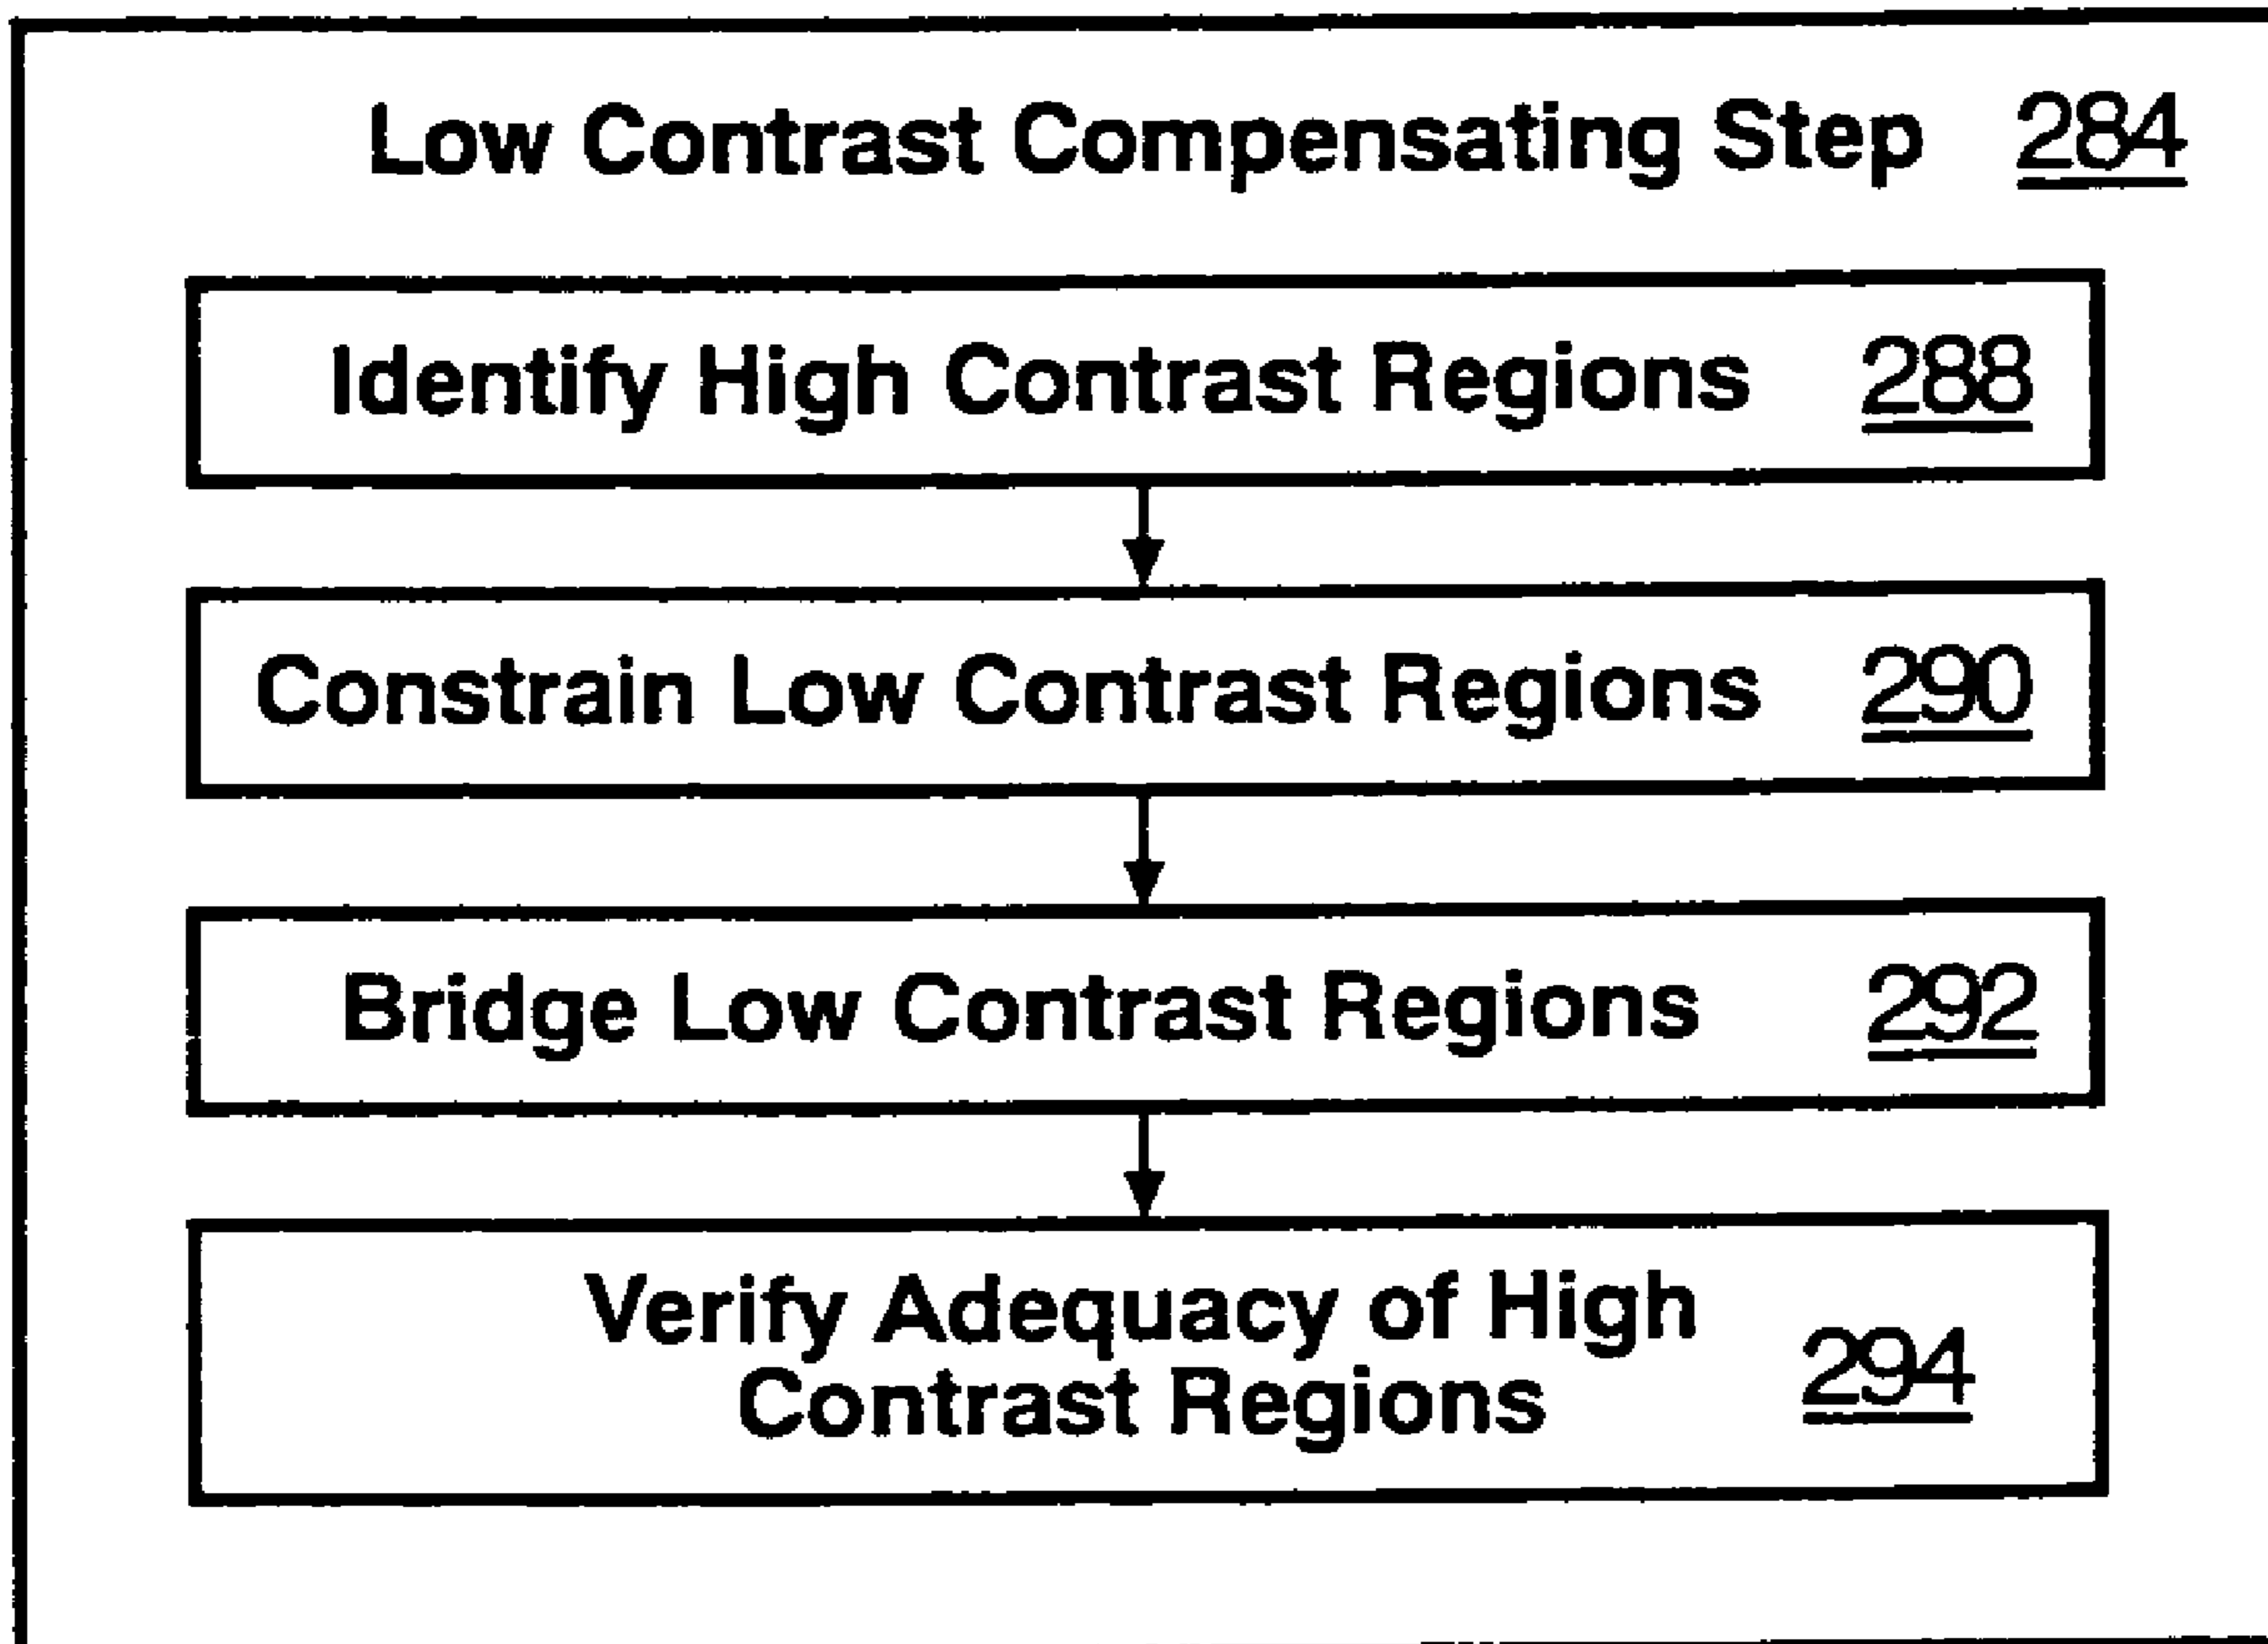 Low Contrast Compensating Step 284
Identify High Contrast Regions 288
Constrain Low Contrast Regions 290
Bridge Low Contrast Regions 292
Verify Adequacy of High
Contrast Regions 294